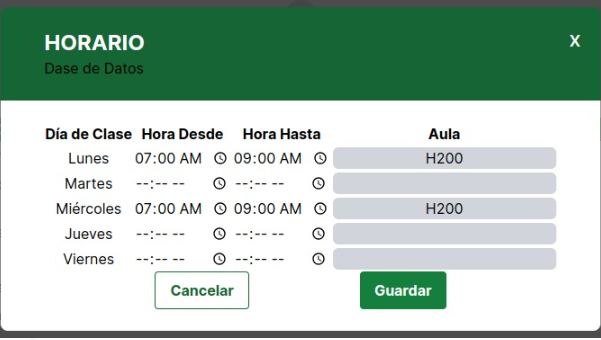 HORARIO
X
Dase de Datos
Día de Clase Hora Desde Hora Hasta Aula
Lunes 07:00 AM 09:00 AM H200
Martes --:-- -- --:-- --
Miércoles 07:00 AM 09:00 AM H200
Jueves --:-- -- --:-- --
Viernes --:-- -- --:-- --
Cancelar Guardar